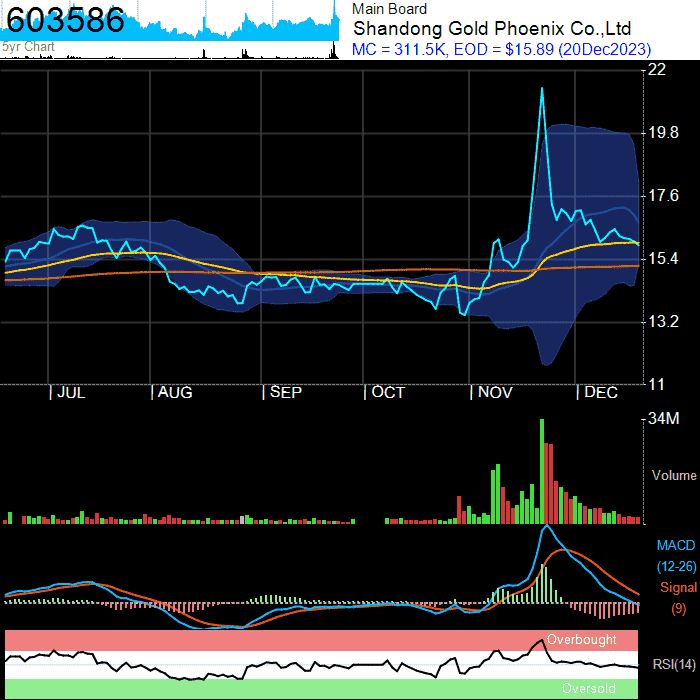 603586
Main Board
Shandong Gold Phoenix Co.,Ltd
5yr Chart
MC = 311.5K, EOD = $15.89 (20Dec2023)
22
19.8
17.6
15.4
13.2
11
JUL
AUG
SEP
OCT
NOV
DEC
34M
Volume
MACD
(12-26)
Signal
(9)
Overbought
RSI(14)
Oversold